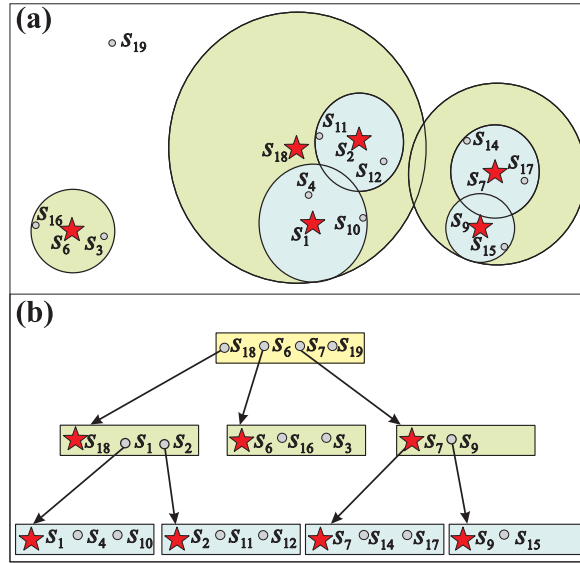 (a)
S19
S11
S2
S18
S12
S14
S17
S7
S4
S1
S10
S9
S15
S16
S6
S3
(b)
S18 S6 S7 S19
S18 S1 S2 S6 S16 S3 S7 S9
S1 S4 S10 S2 S11 S12 S7 S14 S17 S9 S15